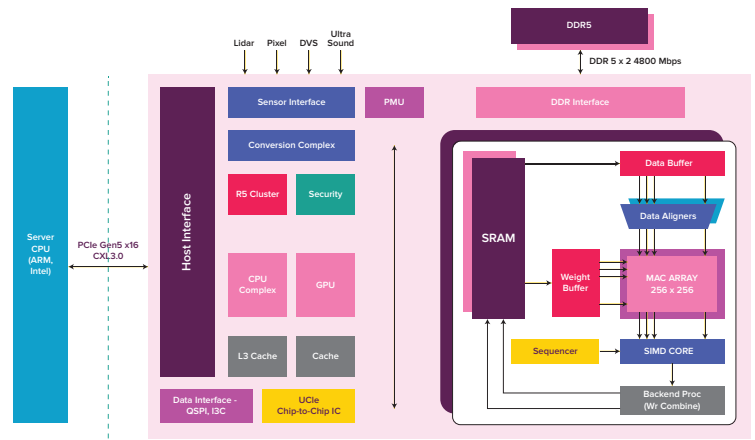 DDR5
Ultra
Lidar Pixel DVS Sound
DDR 5 x 2 4800 Mbps
Sensor Interface
PMU
DDR Interface
Conversion Complex
Data Buffer
R5 Cluster
Security
Data Aligners
Host Interface
Server
CPU
(ARM,
Intel)
PCIe Gen5 x16
CXL3.0
SRAM
CPU
Complex
GPU
Weight
Buffer
MAC ARRAY
256 x 256
L3 Cache
Cache
Sequencer
SIMD CORE
Data Interface -
QSPI, I3C
UCIe
Chip-to-Chip IC
Backend Proc
(Wr Combine)